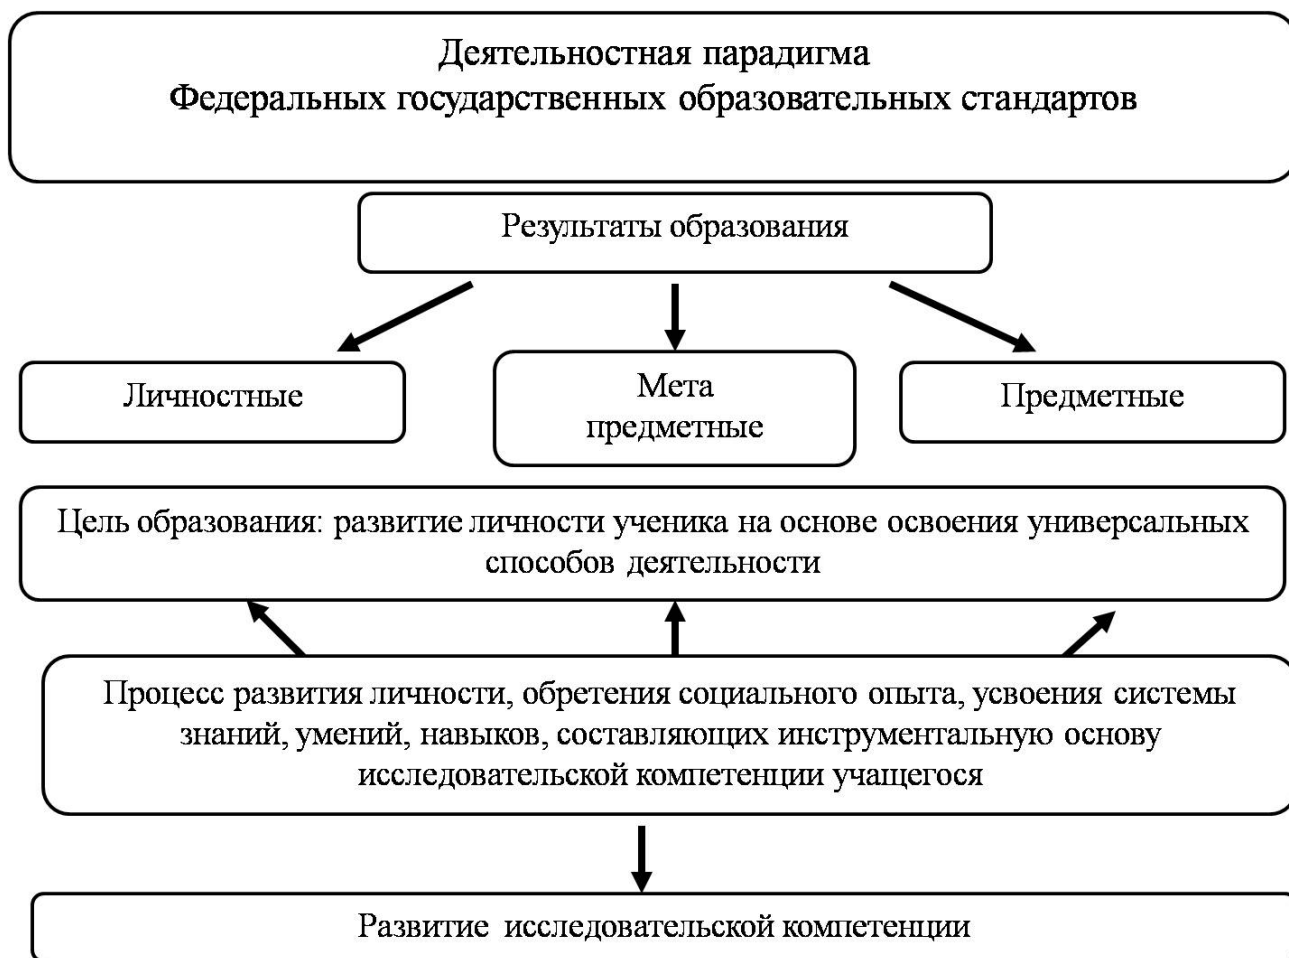 Деятельностная парадигма
Федеральных государственных образовательных стандартов
Результаты образования
Личностные
Мета
предметные
Предметные
Цель образования: развитие личности ученика на основе освоения универсальных
способов деятельности
Процесс развития личности, обретения социального опыта, усвоения системы
знаний, умений, навыков, составляющих инструментальную основу
исследовательской компетенции учащегося
Развитие исследовательской компетенции